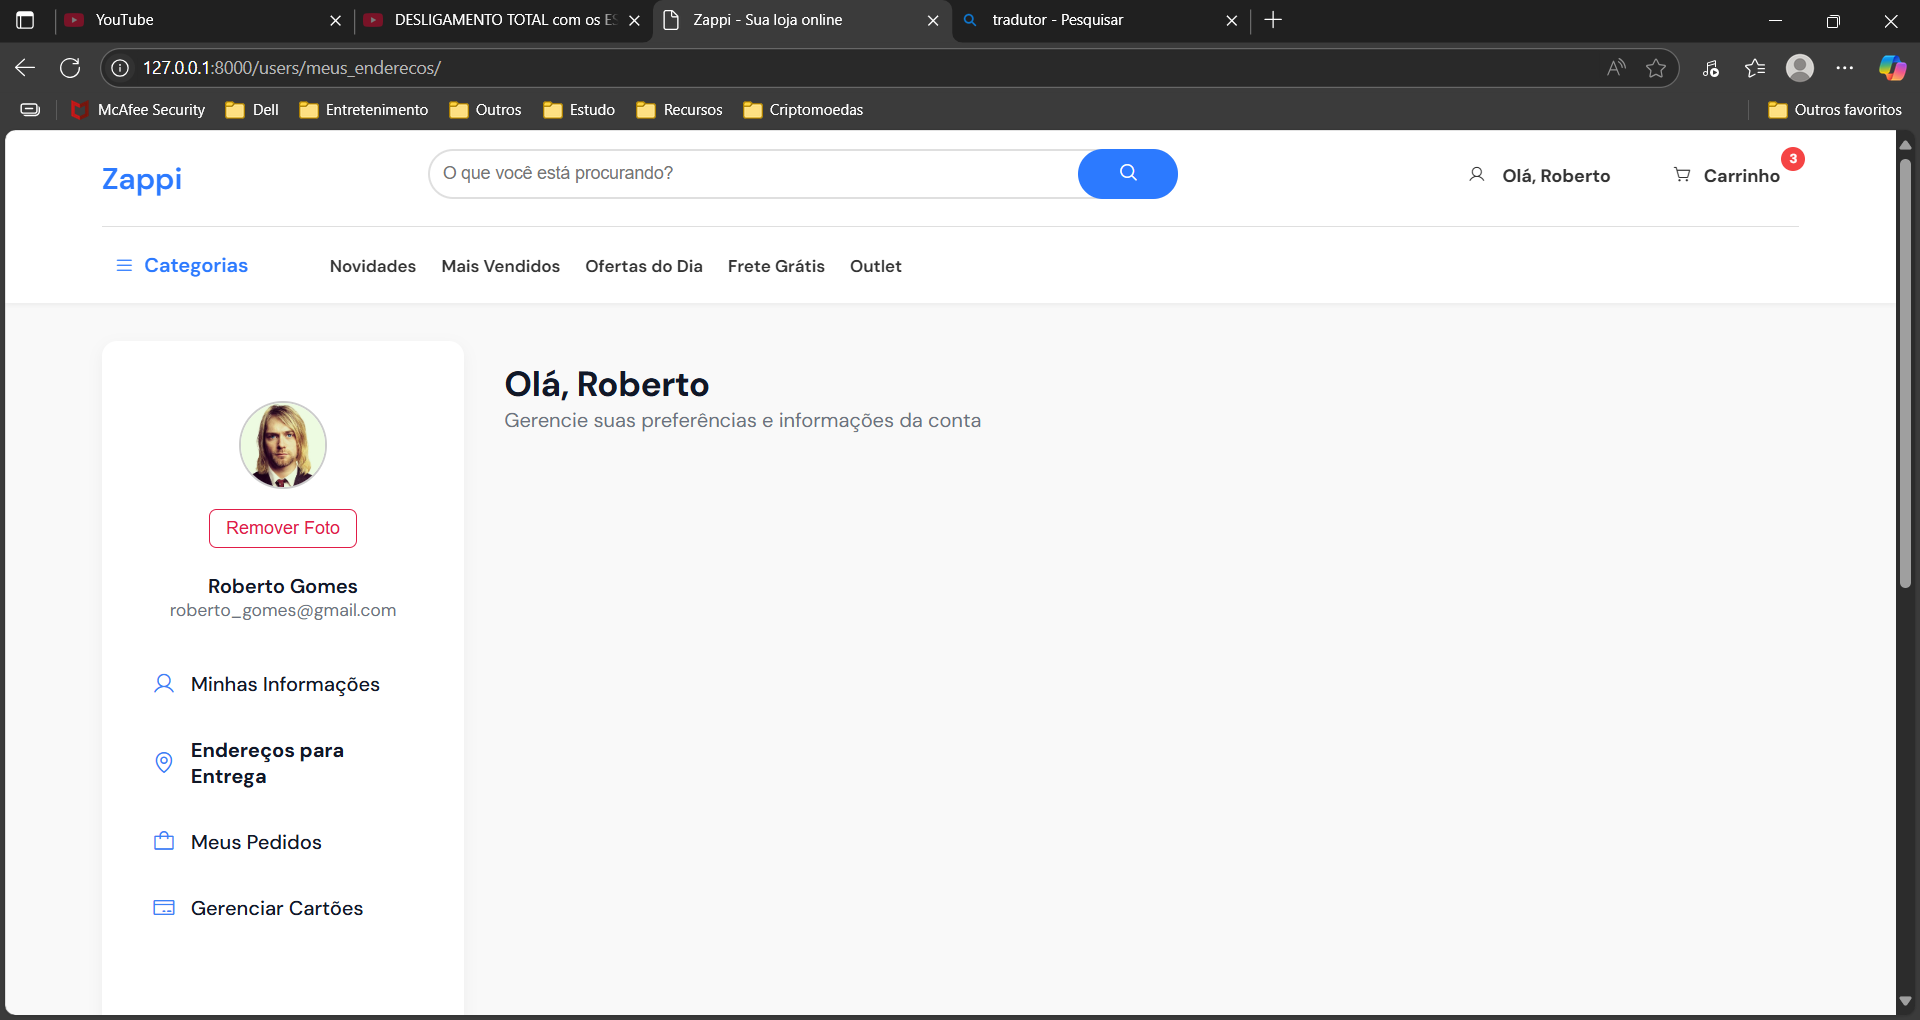 YouTube
DESLIGAMENTO TOTAL com os ES
Zappi - Sua loja online
tradutor - Pesquisar
127.0.0.1:8000/users/meus_enderecos/
McAfee Security
Dell
Entretenimento
Outros
Estudo
Recursos
Criptomoedas
Outros favoritos
Zappi
O que você está procurando?
Olá, Roberto
Carrinho
3
Categorias
Novidades
Mais Vendidos
Ofertas do Dia
Frete Grátis
Outlet
Olá, Roberto
Gerencie suas preferências e informações da conta
Remover Foto
Roberto Gomes
roberto_gomes@gmail.com
Minhas Informações
Endereços para
Entrega
Meus Pedidos
Gerenciar Cartões